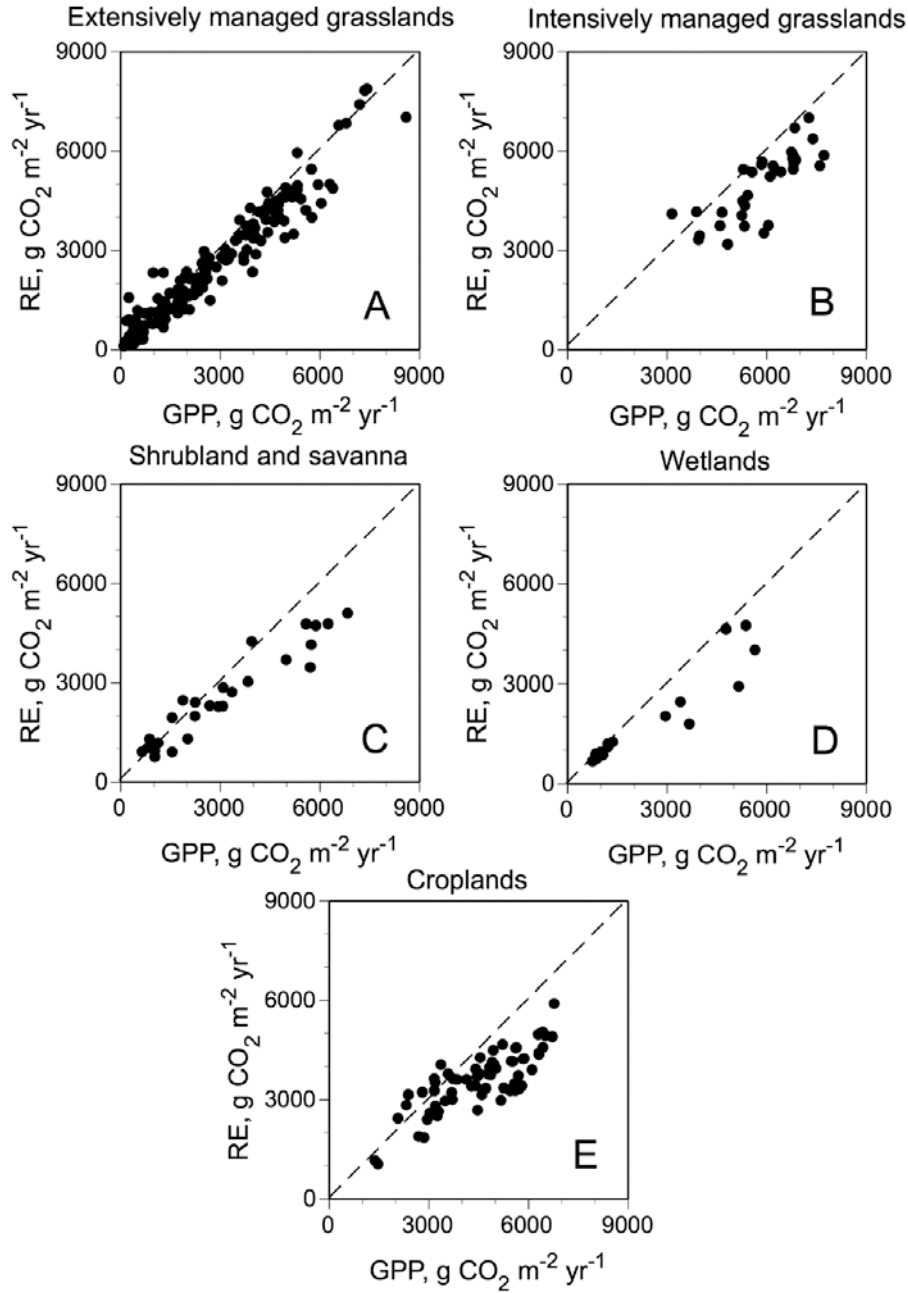 Extensively managed grasslands
9000
6000
3000
0
RE, g CO2 m-2 yr-1
A
0 3000 6000 9000
GPP, g CO2 m-2 yr-1
Intensively managed grasslands
9000
6000
3000
0
RE, g CO2 m-2 yr-1
B
0 3000 6000 9000
GPP, g CO2 m-2 yr-1
Shrubland and savanna
9000
6000
3000
0
RE, g CO2 m-2 yr-1
C
0 3000 6000 9000
GPP, g CO2 m-2 yr-1
Wetlands
9000
6000
3000
0
RE, g CO2 m-2 yr-1
D
0 3000 6000 9000
GPP, g CO2 m-2 yr-1
Croplands
9000
6000
3000
0
RE, g CO2 m-2 yr-1
E
0 3000 6000 9000
GPP, g CO2 m-2 yr-1